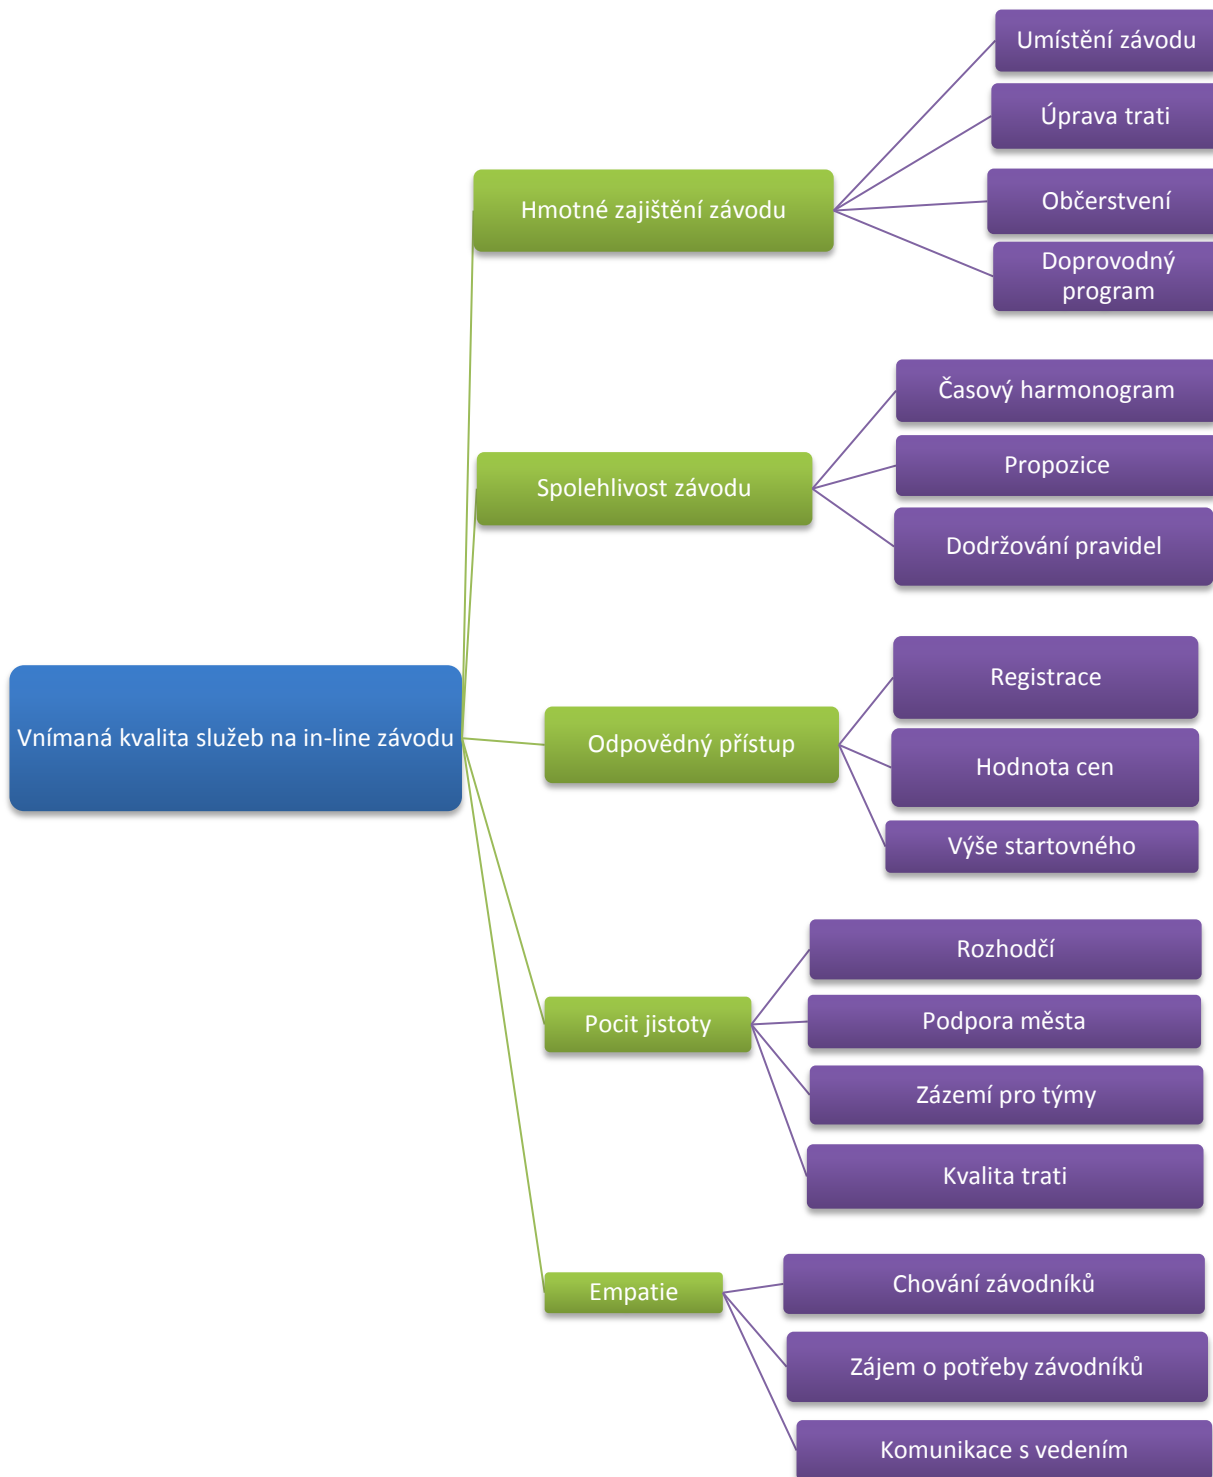 Vnímaná kvalita služeb na in-line závodu
Hmotné zajištění závodu
Umístění závodu
Úprava trati
Občerstvení
Doprovodný
program
Spolehlivost závodu
Časový harmonogram
Propozice
Dodržování pravidel
Odpovědný přístup
Registrace
Hodnota cen
Výše startovného
Pocit jistoty
Rozhodčí
Podpora města
Zázemí pro týmy
Kvalita trati
Empatie
Chování závodníků
Zájem o potřeby závodníků
Komunikace s vedením